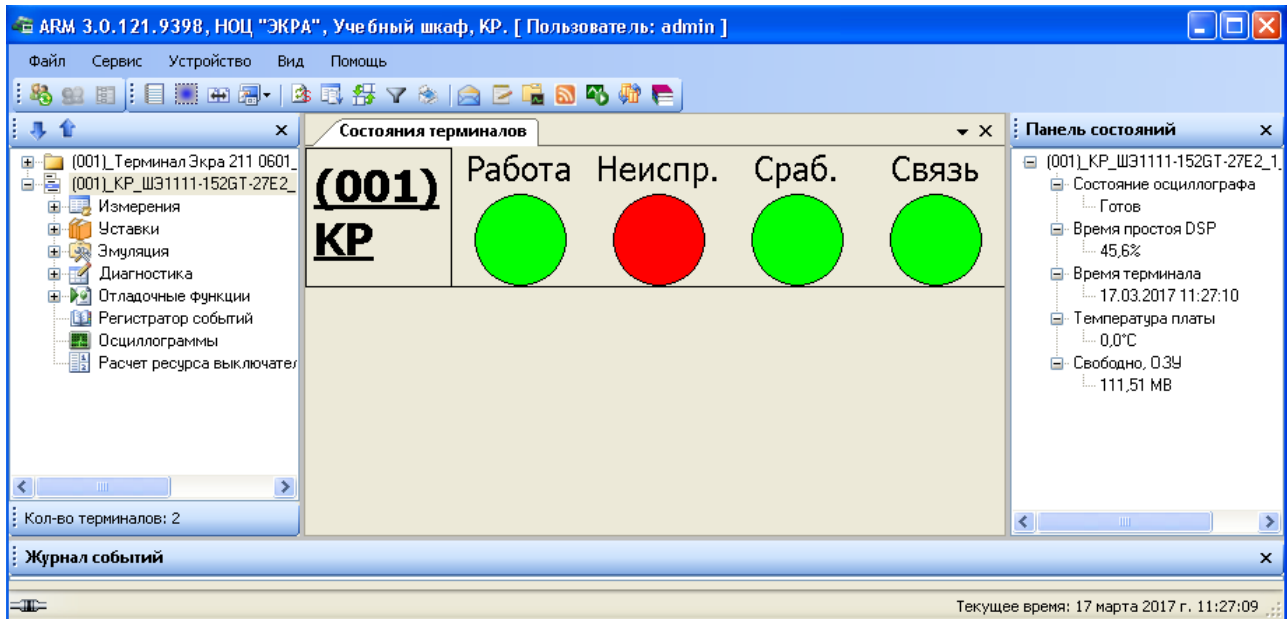 ARM 3.0.121.9398, НОЦ "ЭКРА", Учебный шкаф, КР. [ Пользователь: admin ]
Файл Сервис Устройство Вид Помощь
(001)_Терминал Экра 211 0601_
(001)_КР_ШЭ1111-152GT-27E2_
Измерения
Уставки
Эмуляция
Диагностика
Отладочные функции
Регистратор событий
Осциллограммы
Расчет ресурса выключател
Кол-во терминалов: 2
Состояния терминалов
(001)
КР
Работа Неиспр. Сраб. Связь
Панель состояний
(001)_КР_ШЭ1111-152GT-27E2_1_
Состояние осциллографа
Готов
Время простоя DSP
45,6%
Время терминала
17.03.2017 11:27:10
Температура платы
0,0°C
Свободно, ОЗУ
111,51 MB
Журнал событий
Текущее время: 17 марта 2017 г. 11:27:09